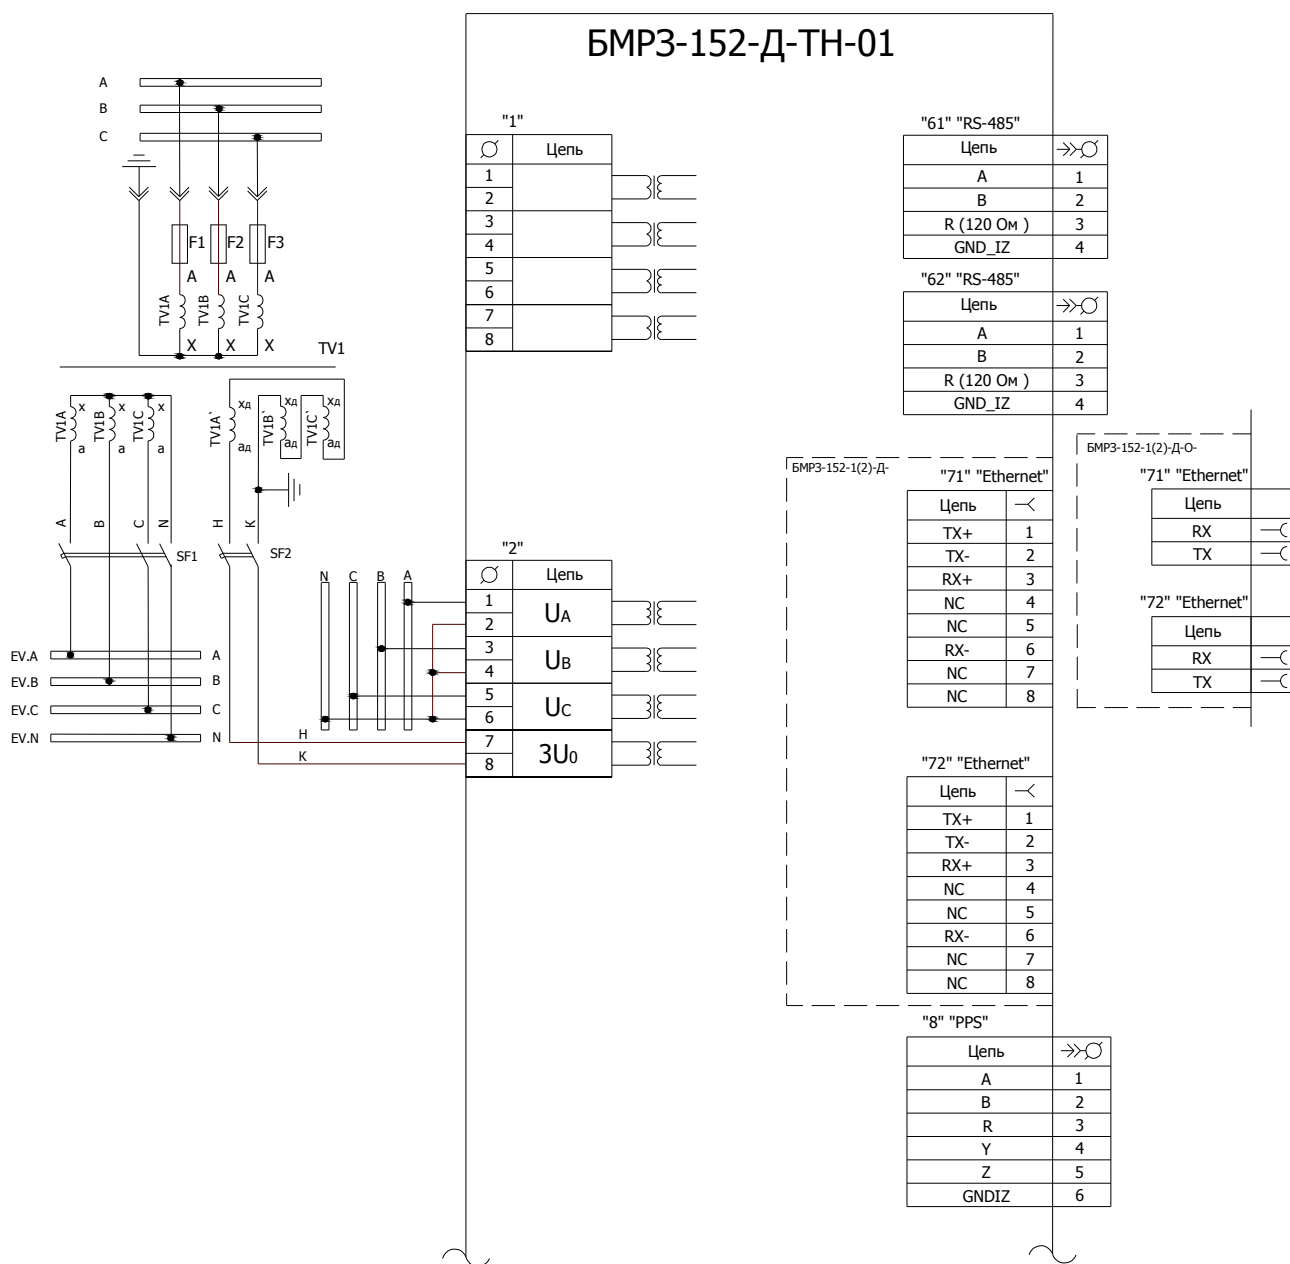 БМРЗ-152-Д-ТН-01
A
B
C
F1 F2 F3
A A A
TV1A TV1B TV1C
X X X
TV1
TV1A TV1B TV1C
x x x
a a a
TV1A` TV1B` TV1C`
xд xд xд
aд aд aд
A B C N H K
SF1 SF2
EV.A A
EV.B B
EV.C C
EV.N N
N C B A
H
K
"1"
Цепь
1
2
3
4
5
6
7
8
"2"
Цепь
1 UA
2
3 UB
4
5 UC
6
7 3U0
8
"61" "RS-485"
Цепь
A 1
B 2
R (120 Ом ) 3
GND_IZ 4
"62" "RS-485"
Цепь
A 1
B 2
R (120 Ом ) 3
GND_IZ 4
БМРЗ-152-1(2)-Д-
"71" "Ethernet"
Цепь
TX+ 1
TX- 2
RX+ 3
NC 4
NC 5
RX- 6
NC 7
NC 8
"72" "Ethernet"
Цепь
TX+ 1
TX- 2
RX+ 3
NC 4
NC 5
RX- 6
NC 7
NC 8
"8" "PPS"
Цепь
A 1
B 2
R 3
Y 4
Z 5
GNDIZ 6
БМРЗ-152-1(2)-Д-О-
"71" "Ethernet"
Цепь
RX
TX
"72" "Ethernet"
Цепь
RX
TX